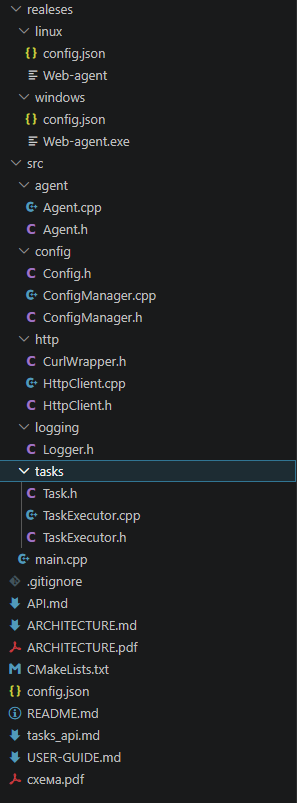 realeses
linux
config.json
Web-agent
windows
config.json
Web-agent.exe
src
agent
Agent.cpp
Agent.h
config
Config.h
ConfigManager.cpp
ConfigManager.h
http
CurlWrapper.h
HttpClient.cpp
HttpClient.h
logging
Logger.h
tasks
Task.h
TaskExecutor.cpp
TaskExecutor.h
main.cpp
.gitignore
API.md
ARCHITECTURE.md
ARCHITECTURE.pdf
CMakeLists.txt
config.json
README.md
tasks_api.md
USER-GUIDE.md
схема.pdf